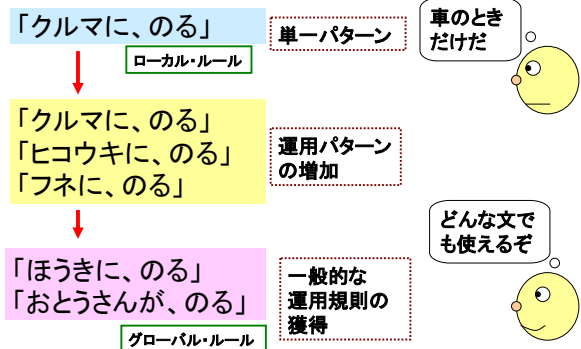 「クルマに、のる」
単一パターン
車のとき
だけだ
ローカル・ルール
「クルマに、のる」
「ヒコウキに、のる」
「フネに、のる」
運用パターン
の増加
どんな文で
も使えるぞ
「ほうきに、のる」
「おとうさんが、のる」
一般的な
運用規則の
獲得
グローバル・ルール